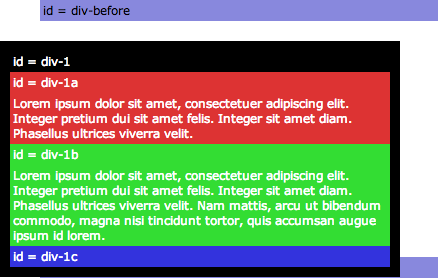 id = div-before
id = div-1
id = div-1a
Lorem ipsum dolor sit amet, consectetuer adipiscing elit.
Integer pretium dui sit amet felis. Integer sit amet diam.
Phasellus ultrices viverra velit.
id = div-1b
Lorem ipsum dolor sit amet, consectetuer adipiscing elit.
Integer pretium dui sit amet felis. Integer sit amet diam.
Phasellus ultrices viverra velit. Nam mattis, arcu ut bibendum
commodo, magna nisi tincidunt tortor, quis accumsan augue
ipsum id lorem.
id = div-1c